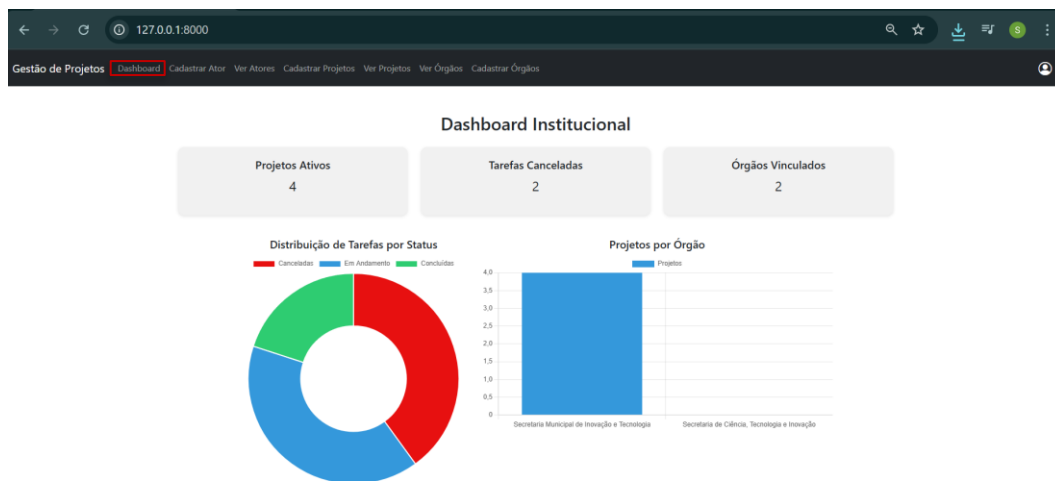 127.0.0.1:8000
S
Gestão de Projetos Dashboard Cadastrar Ator Ver Atores Cadastrar Projetos Ver Projetos Ver Órgãos Cadastrar Órgãos
Dashboard Institucional
Projetos Ativos
4
Tarefas Canceladas
2
Órgãos Vinculados
2
Distribuição de Tarefas por Status
Canceladas Em Andamento Concluídas
Projetos por Órgão
Projetos
4,0
3,5
3,0
2,5
2,0
1,5
1,0
0,5
0
Secretaria Municipal de Inovação e Tecnologia
Secretaria de Ciência, Tecnologia e Inovação